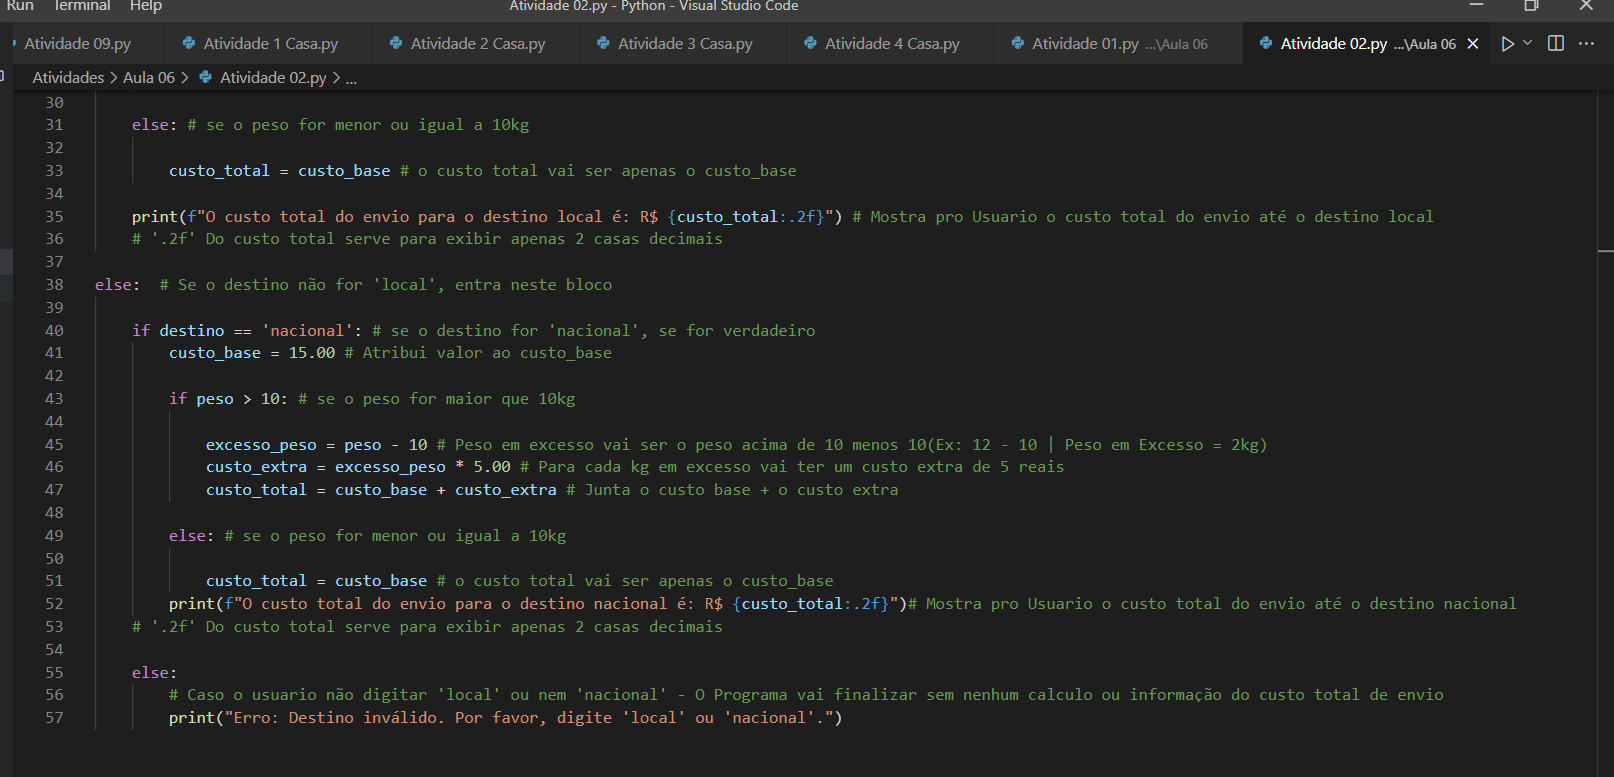 Run Terminal Help Atividade 02.py - Python - Visual Studio Code
Atividade 09.py Atividade 1 Casa.py Atividade 2 Casa.py Atividade 3 Casa.py Atividade 4 Casa.py Atividade 01.py ...\Aula 06 Atividade 02.py ...\Aula 06
Atividades > Aula 06 > Atividade 02.py > ...
30
31 else: # se o peso for menor ou igual a 10kg
32
33 custo_total = custo_base # o custo total vai ser apenas o custo_base
34
35 print(f"O custo total do envio para o destino local é: R$ {custo_total:.2f}") # Mostra pro Usuario o custo total do envio até o destino local
36 # '.2f' Do custo total serve para exibir apenas 2 casas decimais
37
38 else: # Se o destino não for 'local', entra neste bloco
39
40 if destino == 'nacional': # se o destino for 'nacional', se for verdadeiro
41 custo_base = 15.00 # Atribui valor ao custo_base
42
43 if peso > 10: # se o peso for maior que 10kg
44
45 excesso_peso = peso - 10 # Peso em excesso vai ser o peso acima de 10 menos 10(Ex: 12 - 10 | Peso em Excesso = 2kg)
46 custo_extra = excesso_peso * 5.00 # Para cada kg em excesso vai ter um custo extra de 5 reais
47 custo_total = custo_base + custo_extra # Junta o custo base + o custo extra
48
49 else: # se o peso for menor ou igual a 10kg
50
51 custo_total = custo_base # o custo total vai ser apenas o custo_base
52 print(f"O custo total do envio para o destino nacional é: R$ {custo_total:.2f}")# Mostra pro Usuario o custo total do envio até o destino nacional
53 # '.2f' Do custo total serve para exibir apenas 2 casas decimais
54
55 else:
56 # Caso o usuario não digitar 'local' ou nem 'nacional' - O Programa vai finalizar sem nenhum calculo ou informação do custo total de envio
57 print("Erro: Destino inválido. Por favor, digite 'local' ou 'nacional'.")